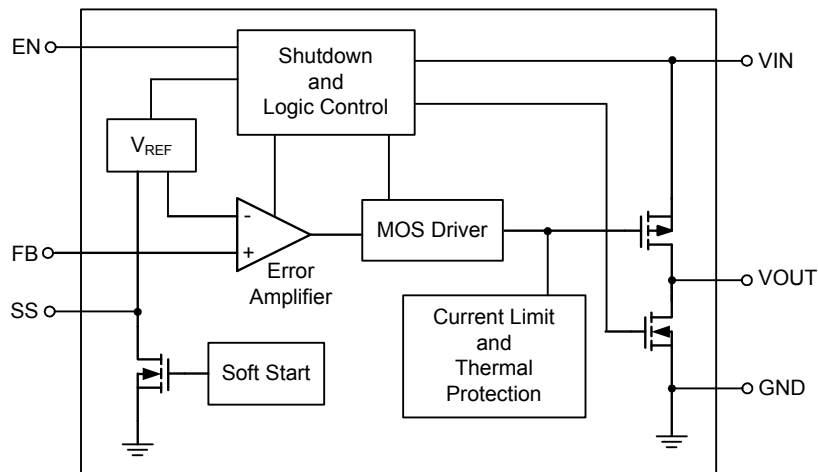 EN
Shutdown
and
Logic Control
VIN
VREF
-
+
MOS Driver
FB
Error
Amplifier
VOUT
SS
Current Limit
and
Thermal
Protection
Soft Start
GND